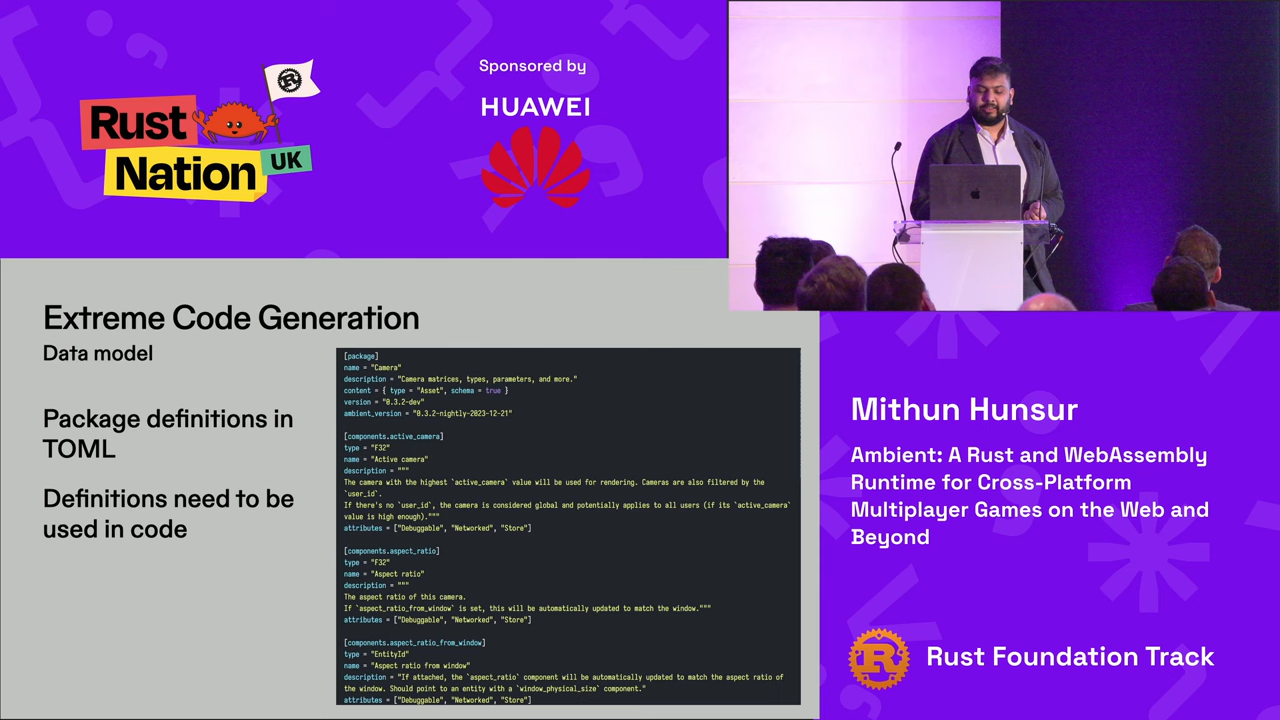 Rust
Nation
UK
Sponsored by
HUAWEI
Extreme Code Generation
Data model
Package definitions in
TOML
Definitions need to be
used in code
[package]
name = "Camera"
description = "Camera matrices, types, parameters, and more."
content = { type = "Asset", schema = true }
version = "0.3.2-dev"
ambient_version = "0.3.2-nightly-2023-12-21"
[components.active_camera]
type = "F32"
name = "Active camera"
description = """
The camera with the highest `active_camera` value will be used for rendering. Cameras are also filtered by the
`user_id`.
If there's no `user_id`, the camera is considered global and potentially applies to all users (if its `active_camera`
value is high enough)."""
attributes = ["Debuggable", "Networked", "Store"]
[components.aspect_ratio]
type = "F32"
name = "Aspect ratio"
description = """
The aspect ratio of this camera.
If `aspect_ratio_from_window` is set, this will be automatically updated to match the window."""
attributes = ["Debuggable", "Networked", "Store"]
[components.aspect_ratio_from_window]
type = "EntityId"
name = "Aspect ratio from window"
description = "If attached, the `aspect_ratio` component will be automatically updated to match the aspect ratio of
the window. Should point to an entity with a `window_physical_size` component."
attributes = ["Debuggable", "Networked", "Store"]
Mithun Hunsur
Ambient: A Rust and WebAssembly
Runtime for Cross-Platform
Multiplayer Games on the Web and
Beyond
R
Rust Foundation Track